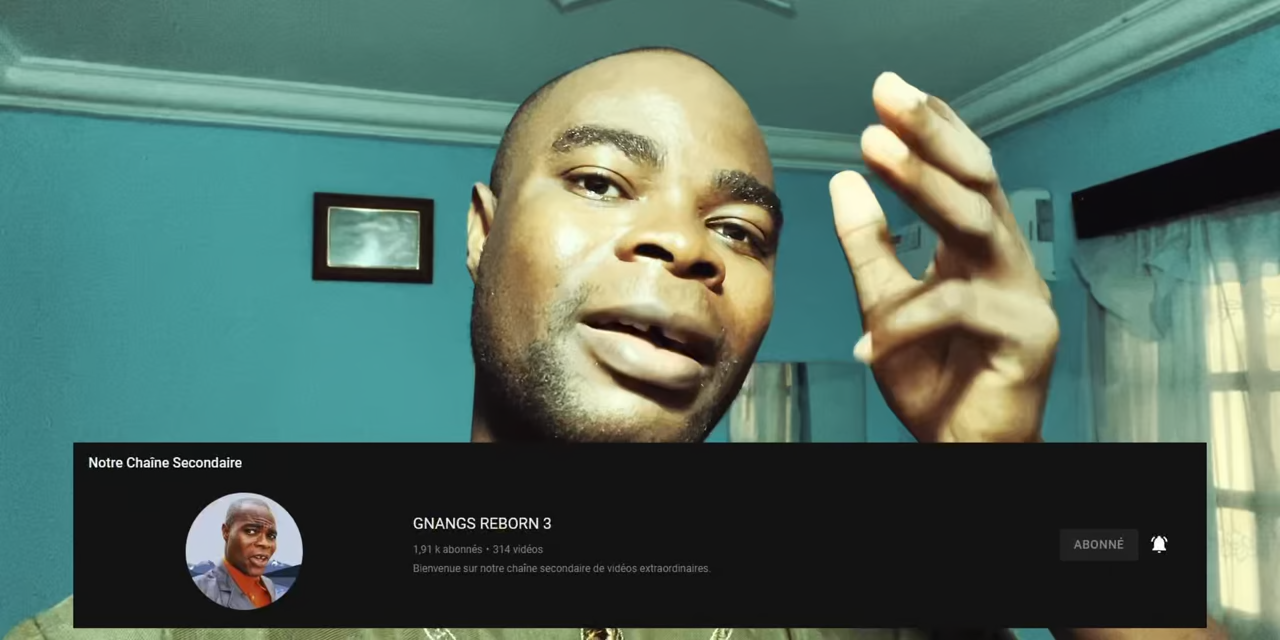 Notre Chaîne Secondaire
GNANGS REBORN 3
1,91 k abonnés • 314 vidéos
Bienvenue sur notre chaîne secondaire de vidéos extraordinaires.
ABONNÉ